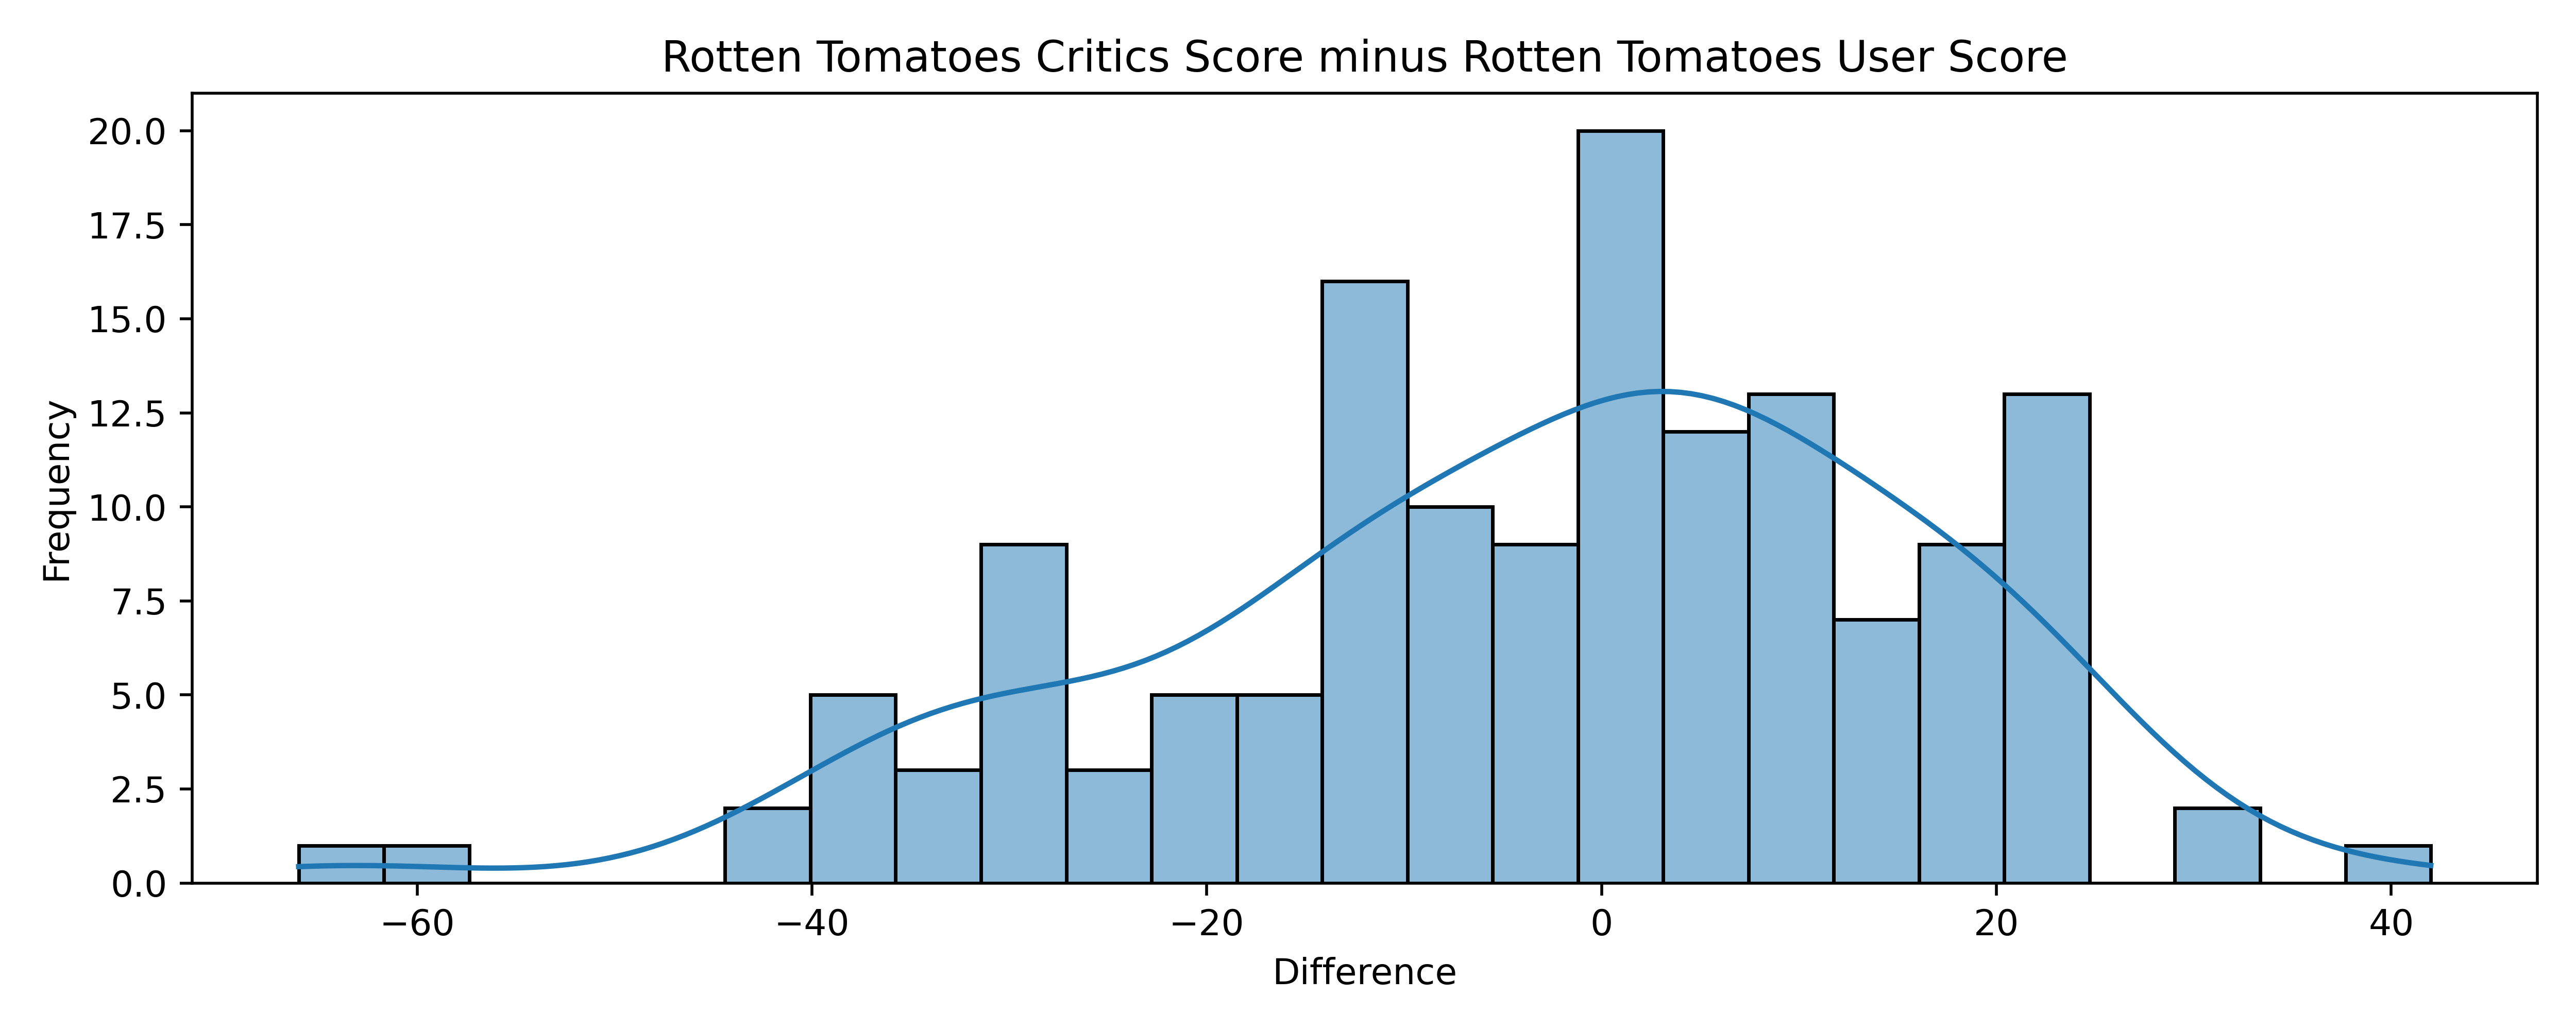 Rotten Tomatoes Critics Score minus Rotten Tomatoes User Score
20.0
17.5
15.0
12.5
10.0
7.5
5.0
2.5
0.0
Frequency
−60 −40 −20 0 20 40
Difference